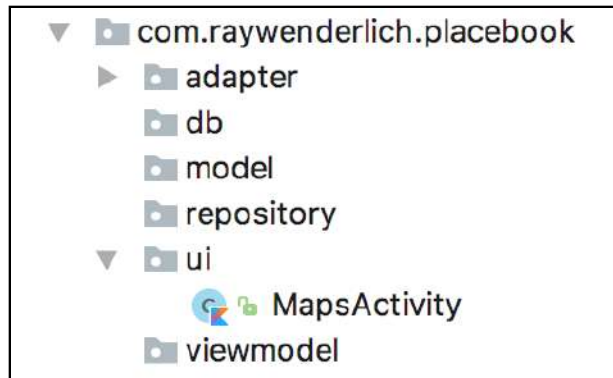 com.raywenderlich.placebook
adapter
db
model
repository
ui
MapsActivity
viewmodel